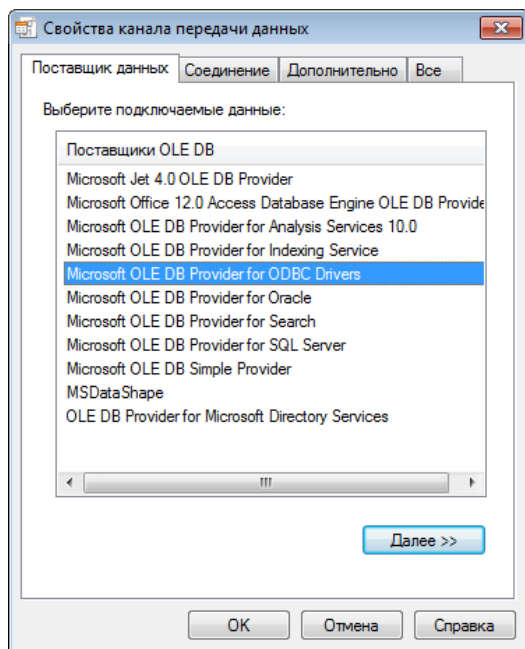 Свойства канала передачи данных
Поставщик данных Соединение Дополнительно Все
Выберите подключаемые данные:
Поставщики OLE DB
Microsoft Jet 4.0 OLE DB Provider
Microsoft Office 12.0 Access Database Engine OLE DB Provide
Microsoft OLE DB Provider for Analysis Services 10.0
Microsoft OLE DB Provider for Indexing Service
Microsoft OLE DB Provider for ODBC Drivers
Microsoft OLE DB Provider for Oracle
Microsoft OLE DB Provider for Search
Microsoft OLE DB Provider for SQL Server
Microsoft OLE DB Simple Provider
MSDataShape
OLE DB Provider for Microsoft Directory Services
Далее >>
OK Отмена Справка